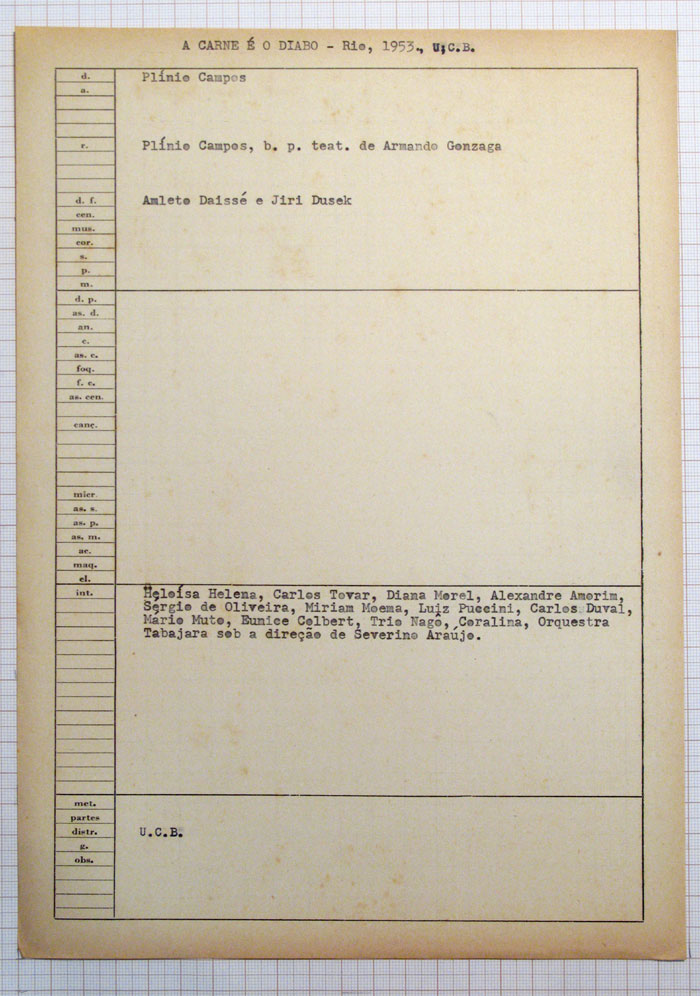 A CARNE É O DIABO - Rio, 1953., U.C.B.
d. Plínio Campos
a.
r. Plínio Campos, b. p. teat. de Armando Gonzaga
d. f. Amleto Daissé e Jiri Dusek
cen.
mus.
cor.
s.
p.
m.
d. p.
as. d.
an.
c.
as. c.
foq.
f. c.
as. cen.
canç.
micr.
as. s.
as. p.
as. m.
ac.
maq.
el.
int. Heloísa Helena, Carlos Tovar, Diana Morel, Alexandre Amorim,
Sérgio de Oliveira, Miriam Moema, Luiz Puccini, Carlos Duval,
Mario Muto, Eunice Colbert, Trio Nagô, Coralina, Orquestra
Tabajara sob a direção de Severino Araújo.
met.
partes
distr. U.C.B.
g.
obs.